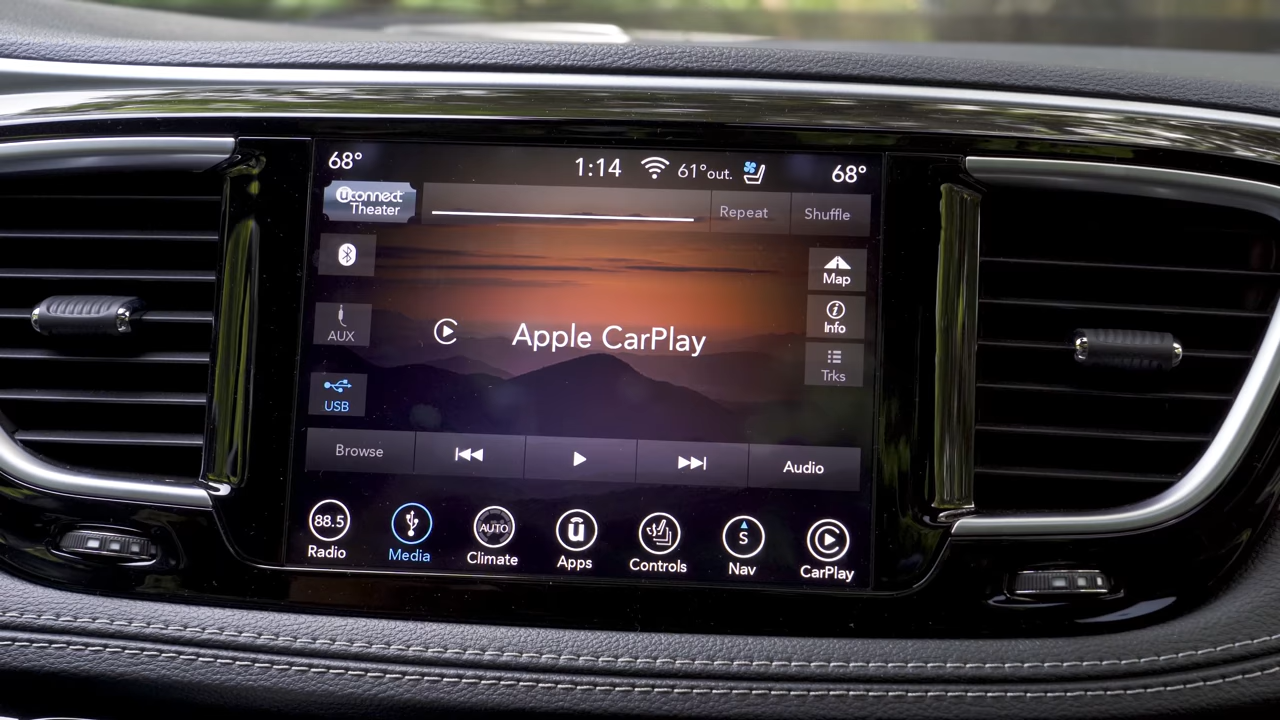 68°
1:14
61°out.
68°
uconnect
Theater
Repeat
Shuffle
Map
AUX
Apple CarPlay
Info
Trks
USB
Browse
Audio
88.5
AUTO
û
S
Radio
Media
Climate
Apps
Controls
Nav
CarPlay